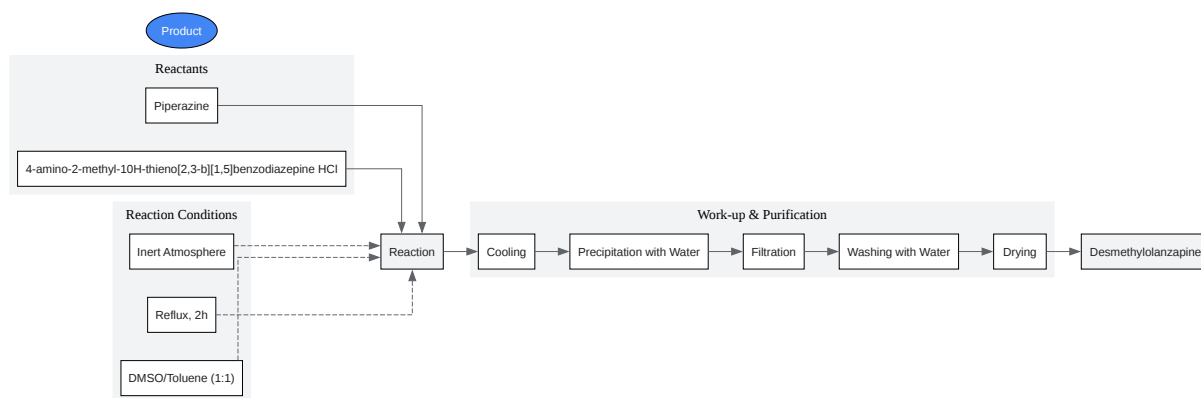 Product
Reactants
Piperazine
4-amino-2-methyl-10H-thieno[2,3-b][1,5]benzodiazepine HCl
Reaction Conditions
Inert Atmosphere
Reflux, 2h
DMSO/Toluene (1:1)
Reaction
Work-up & Purification
Cooling
Precipitation with Water
Filtration
Washing with Water
Drying
Desmethylolanzapine